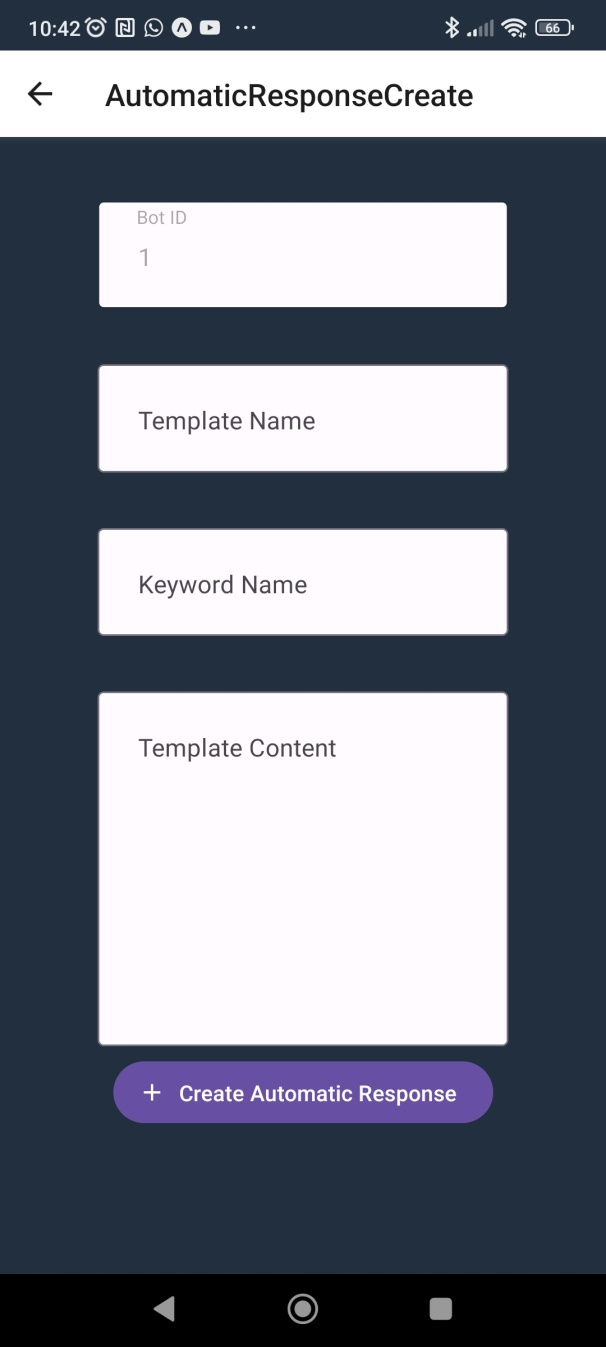 10:42 66
AutomaticResponseCreate
Bot ID
1
Template Name
Keyword Name
Template Content
+ Create Automatic Response